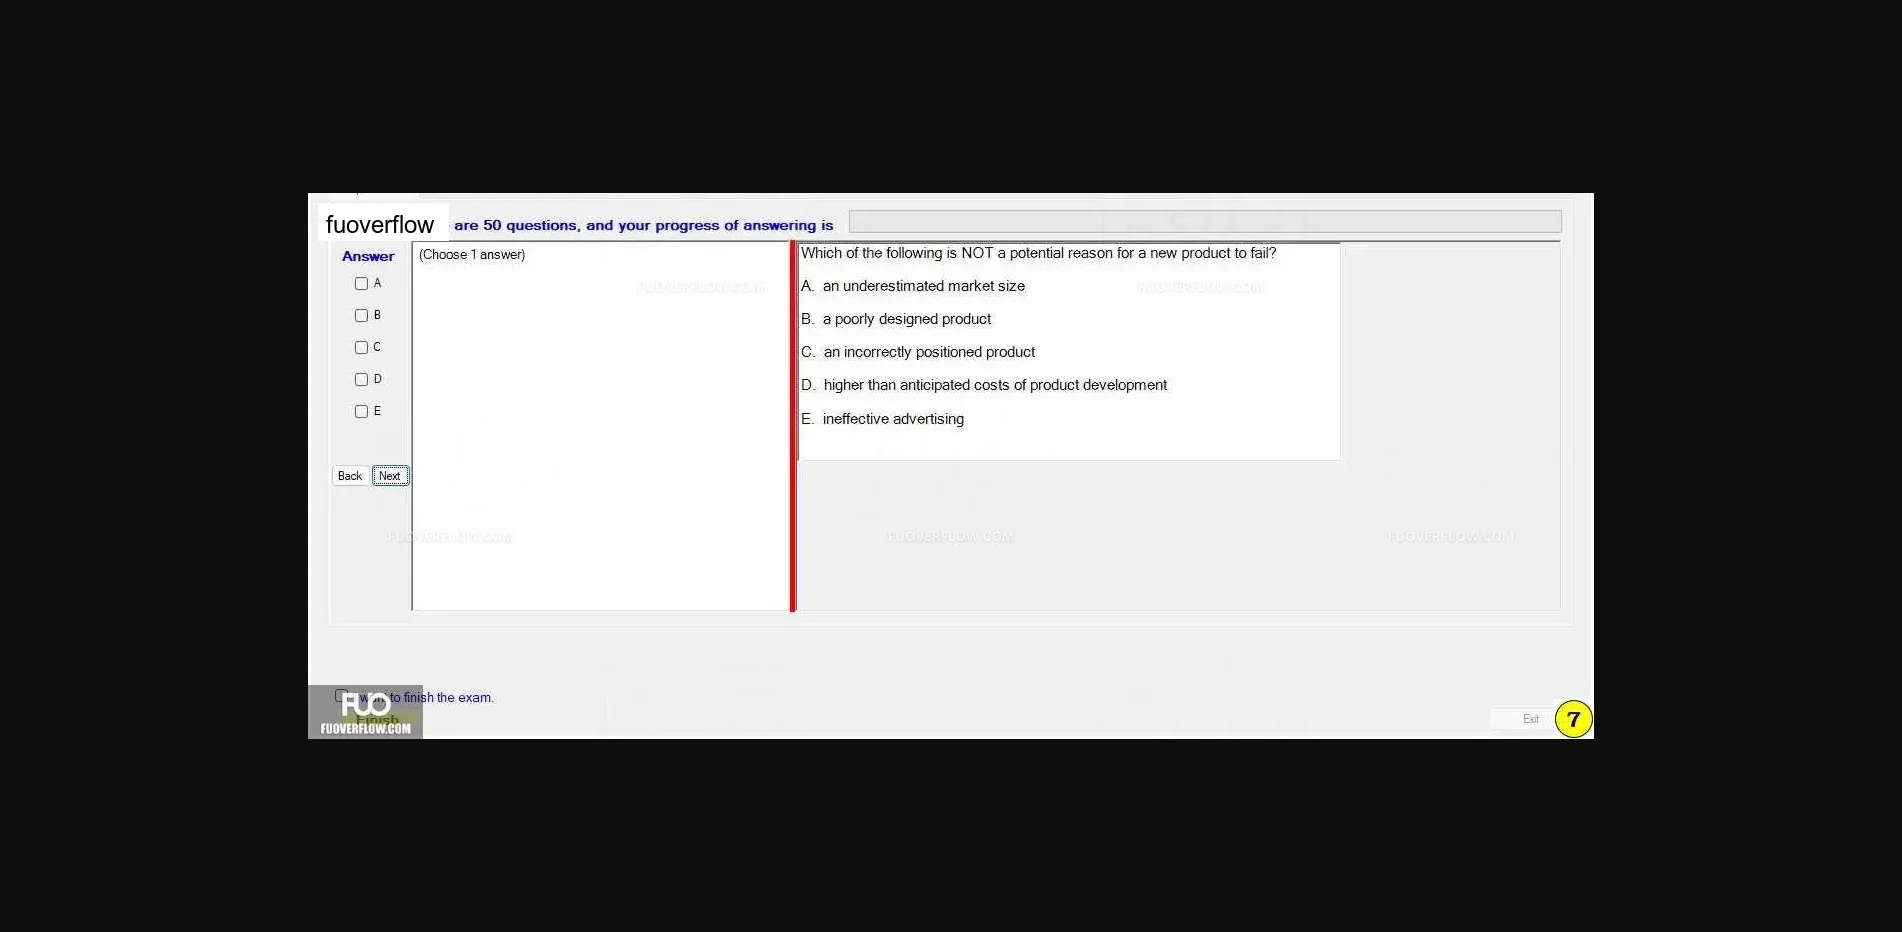 fuoverflow are 50 questions, and your progress of answering is
Answer
(Choose 1 answer)
A
B
C
D
E
Back Next
Which of the following is NOT a potential reason for a new product to fail?
A. an underestimated market size
B. a poorly designed product
C. an incorrectly positioned product
D. higher than anticipated costs of product development
E. ineffective advertising
FUOVERFLOW.COM FUOVERFLOW.COM
FUOVERFLOW.COM FUOVERFLOW.COM FUOVERFLOW.COM
want to finish the exam.
Finish
FUO
FUOVERFLOW.COM
Exit
7